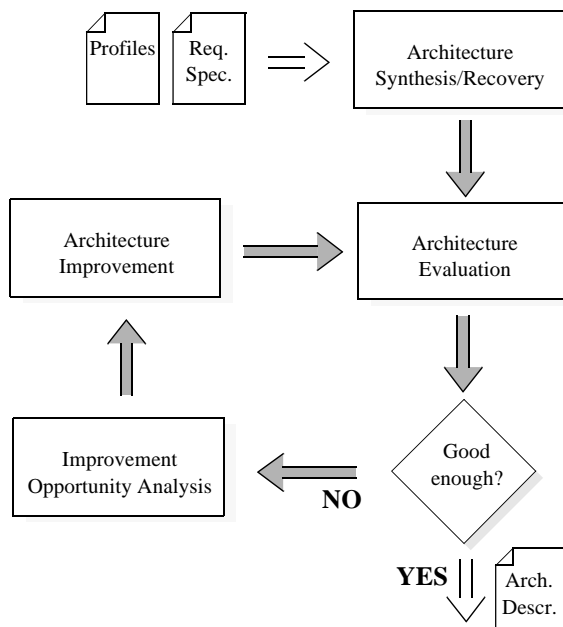 Profiles
Req.
Spec.
Architecture
Synthesis/Recovery
Architecture
Improvement
Architecture
Evaluation
Improvement
Opportunity Analysis
Good
enough?
NO
YES
Arch.
Descr.